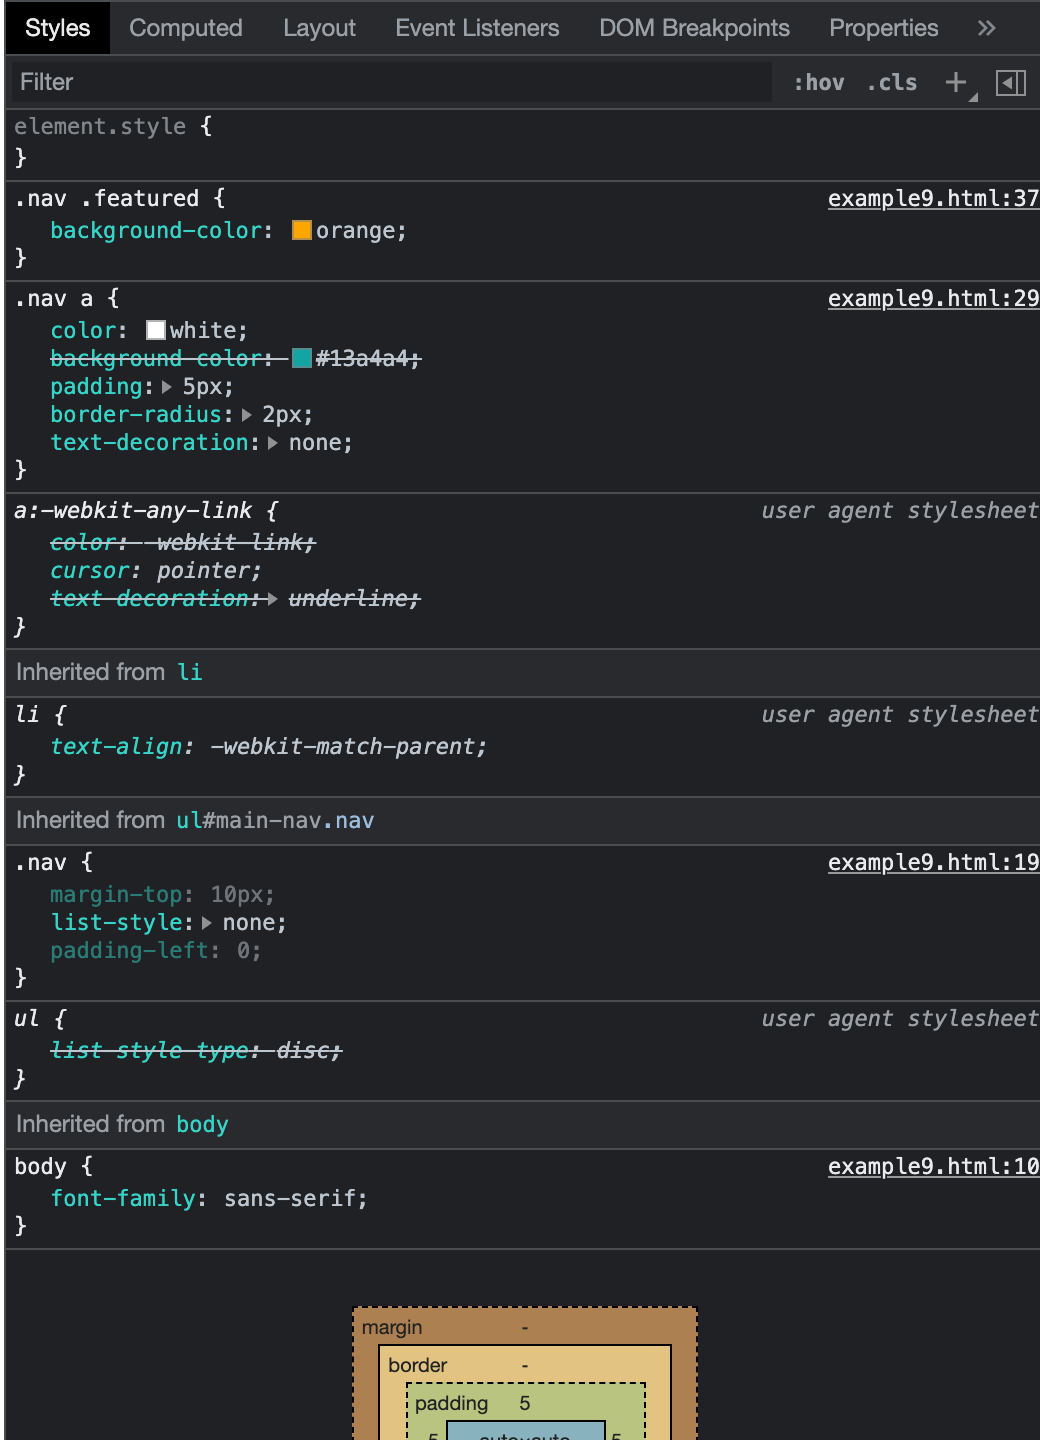 Styles Computed Layout Event Listeners DOM Breakpoints Properties »
Filter :hov .cls +
element.style {
}
.nav .featured { example9.html:37
background-color: orange;
}
.nav a { example9.html:29
color: white;
background-color: #13a4a4;
padding: 5px;
border-radius: 2px;
text-decoration: none;
}
a:-webkit-any-link { user agent stylesheet
color: -webkit-link;
cursor: pointer;
text-decoration: underline;
}
Inherited from li
li { user agent stylesheet
text-align: -webkit-match-parent;
}
Inherited from ul#main-nav.nav
.nav { example9.html:19
margin-top: 10px;
list-style: none;
padding-left: 0;
}
ul { user agent stylesheet
list-style-type: disc;
}
Inherited from body
body { example9.html:10
font-family: sans-serif;
}
margin -
border -
padding 5
5 auto×auto 5